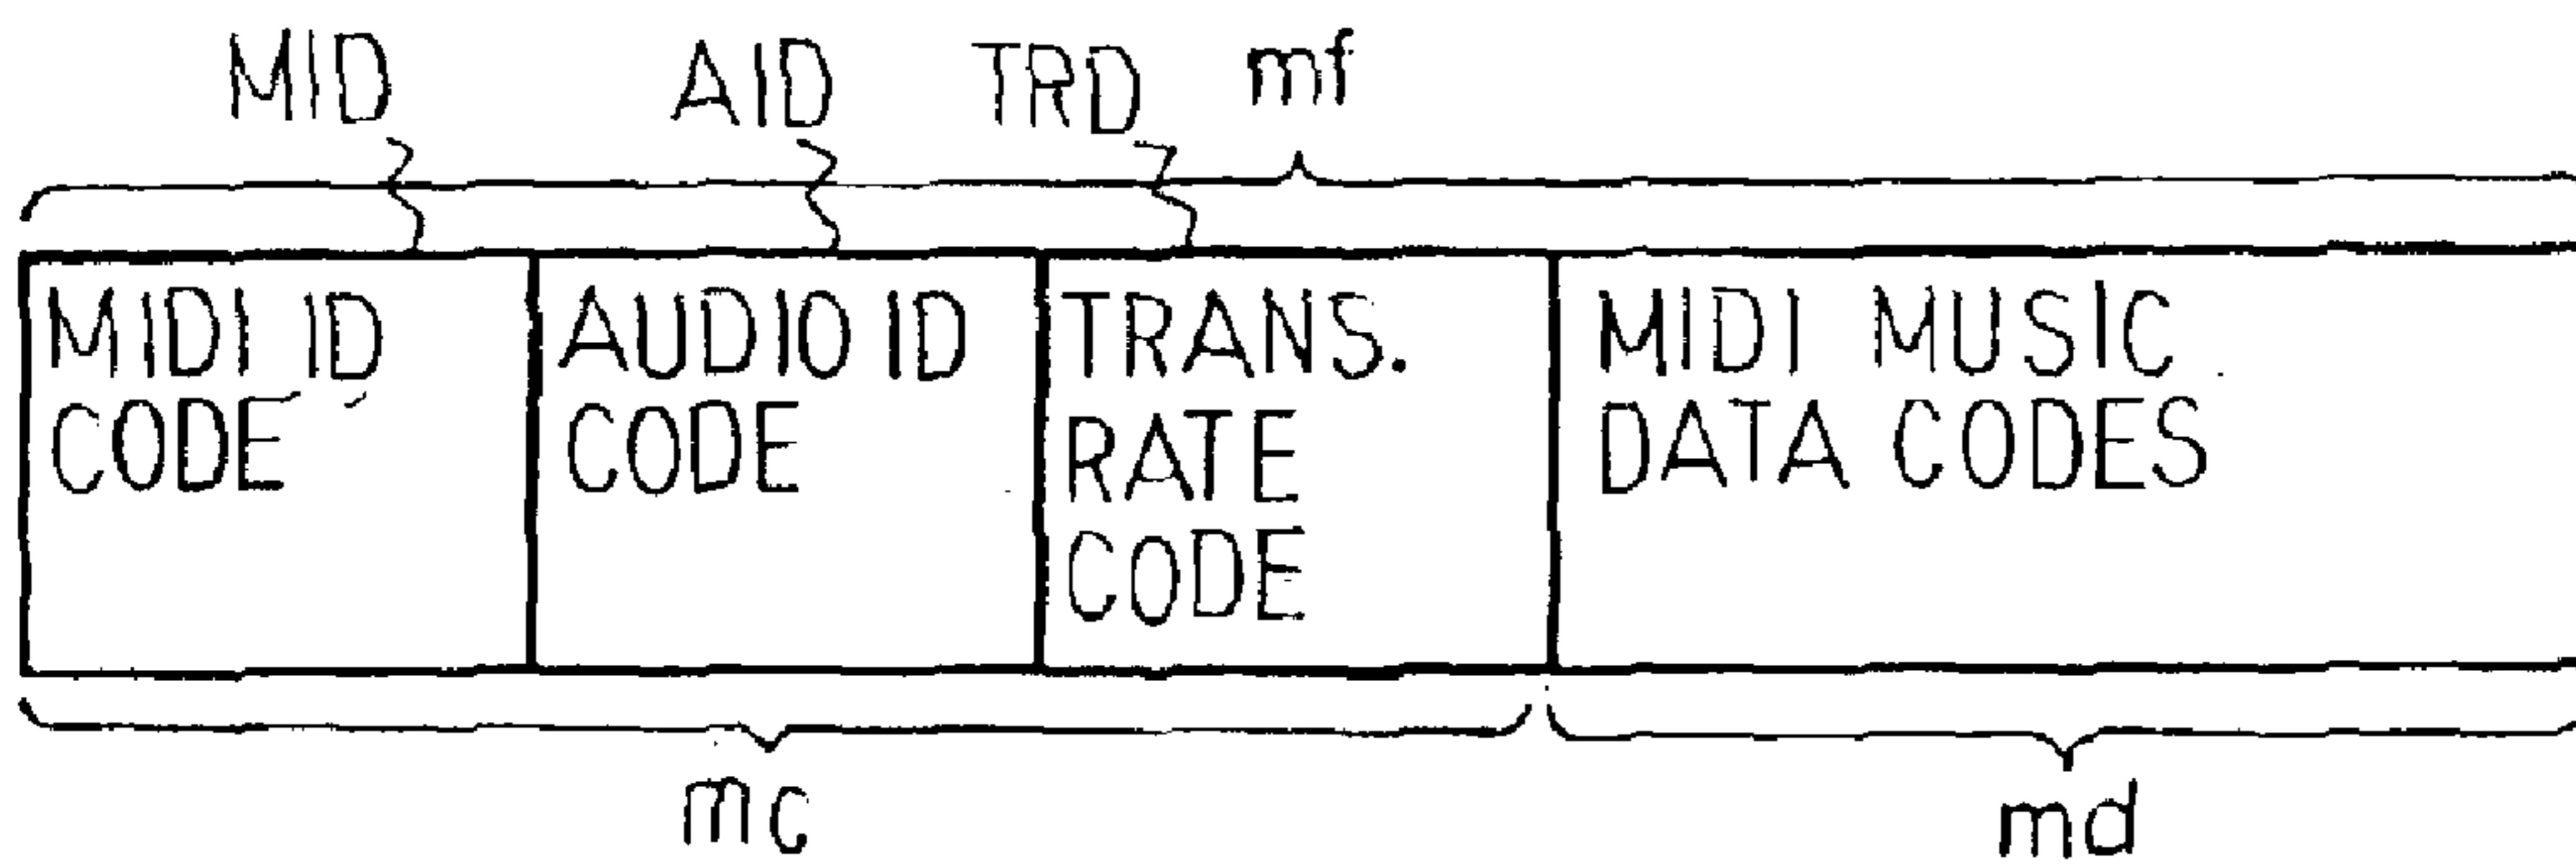 MID AID TRD mf
MIDI ID
CODE
AUDIO ID
CODE
TRANS.
RATE
CODE
MIDI MUSIC
DATA CODES
mc md